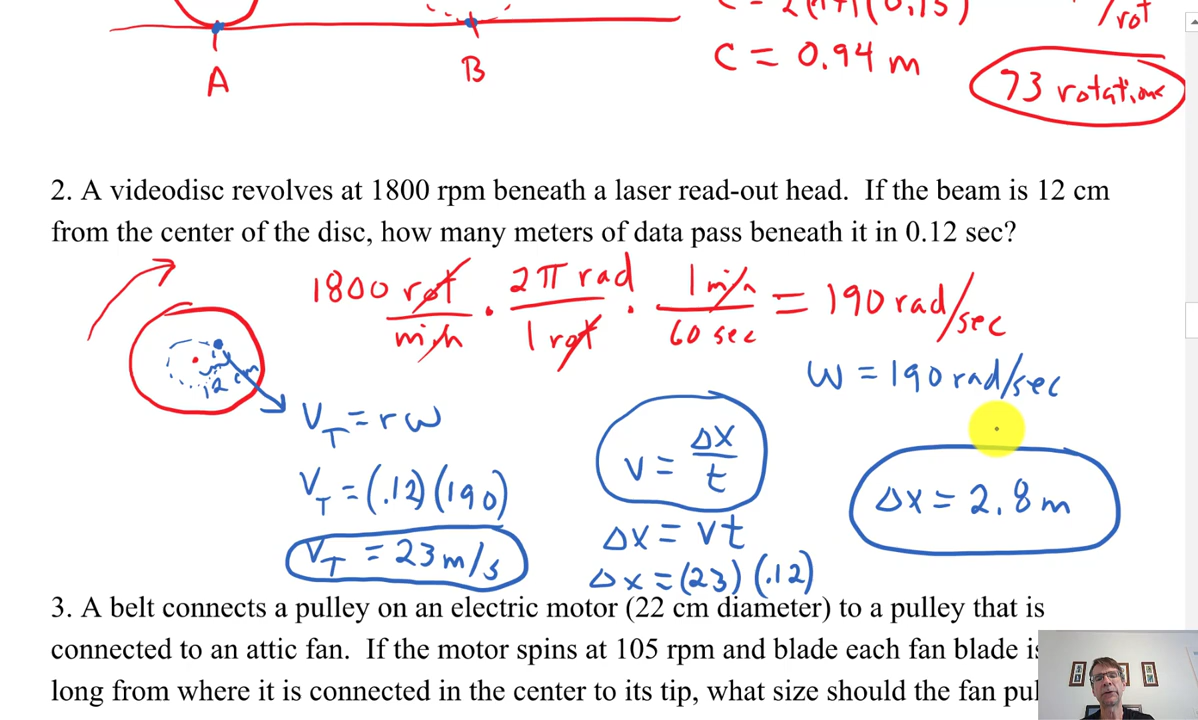 C = 2(π)(0.15)
/rot
A
B
C = 0.94 m
73 rotations
2. A videodisc revolves at 1800 rpm beneath a laser read-out head. If the beam is 12 cm
from the center of the disc, how many meters of data pass beneath it in 0.12 sec?
1800 rot/min · 2π rad/1 rot · 1 min/60 sec = 190 rad/sec
12 cm
ω = 190 rad/sec
V_T = rω
V_T = (.12)(190)
V_T = 23 m/s
v = Δx/t
Δx = vt
Δx = (23)(.12)
Δx = 2.8 m
3. A belt connects a pulley on an electric motor (22 cm diameter) to a pulley that is
connected to an attic fan. If the motor spins at 105 rpm and blade each fan blade is
long from where it is connected in the center to its tip, what size should the fan pul